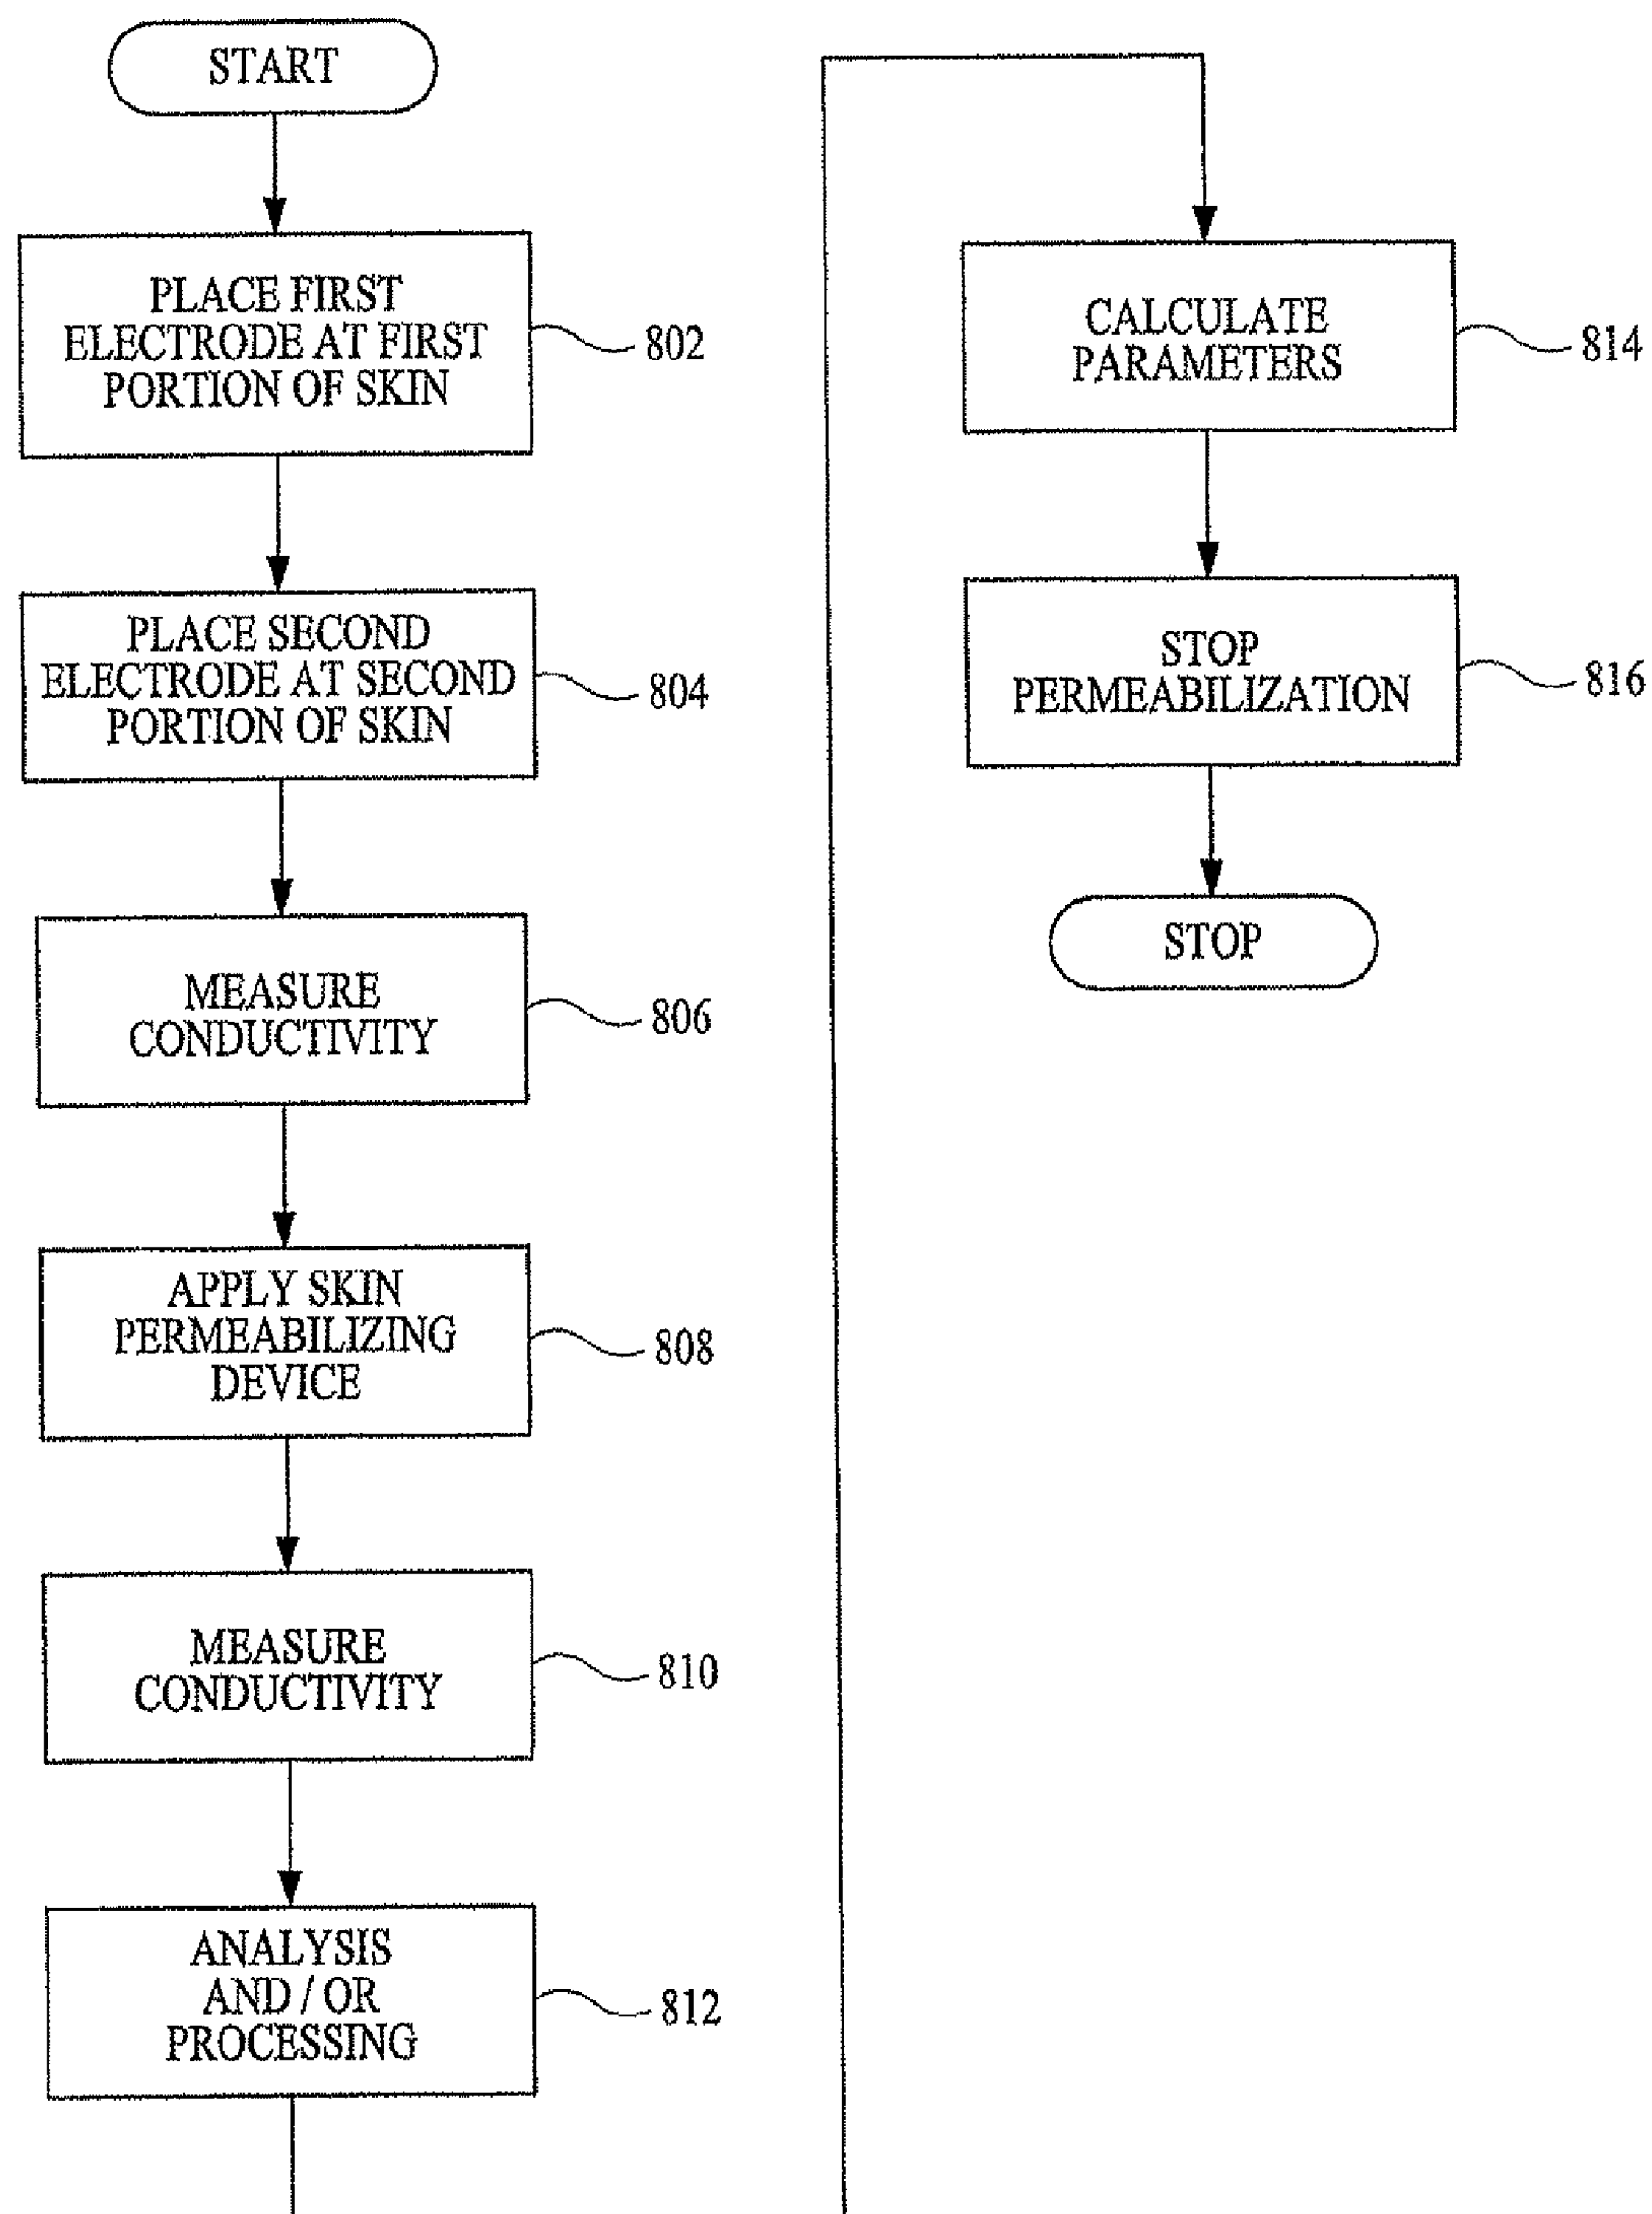 START
PLACE FIRST
ELECTRODE AT FIRST
PORTION OF SKIN
802
PLACE SECOND
ELECTRODE AT SECOND
PORTION OF SKIN
804
MEASURE
CONDUCTIVITY
806
APPLY SKIN
PERMEABILIZING
DEVICE
808
MEASURE
CONDUCTIVITY
810
ANALYSIS
AND / OR
PROCESSING
812
CALCULATE
PARAMETERS
814
STOP
PERMEABILIZATION
816
STOP